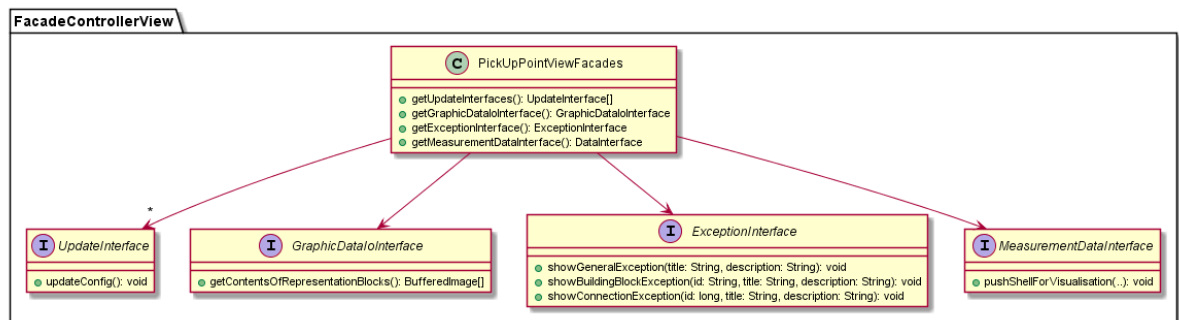 FacadeControllerView
C PickUpPointViewFacades
getUpdateInterfaces(): UpdateInterface[]
getGraphicDataIoInterface(): GraphicDataIoInterface
getExceptionInterface(): ExceptionInterface
getMeasurementDataInterface(): DataInterface
*
I UpdateInterface
updateConfig(): void
I GraphicDataIoInterface
getContentsOfRepresentationBlocks(): BufferedImage[]
I ExceptionInterface
showGeneralException(title: String, description: String): void
showBuildingBlockException(id: String, title: String, description: String): void
showConnectionException(id: long, title: String, description: String): void
I MeasurementDataInterface
pushShellForVisualisation(..): void